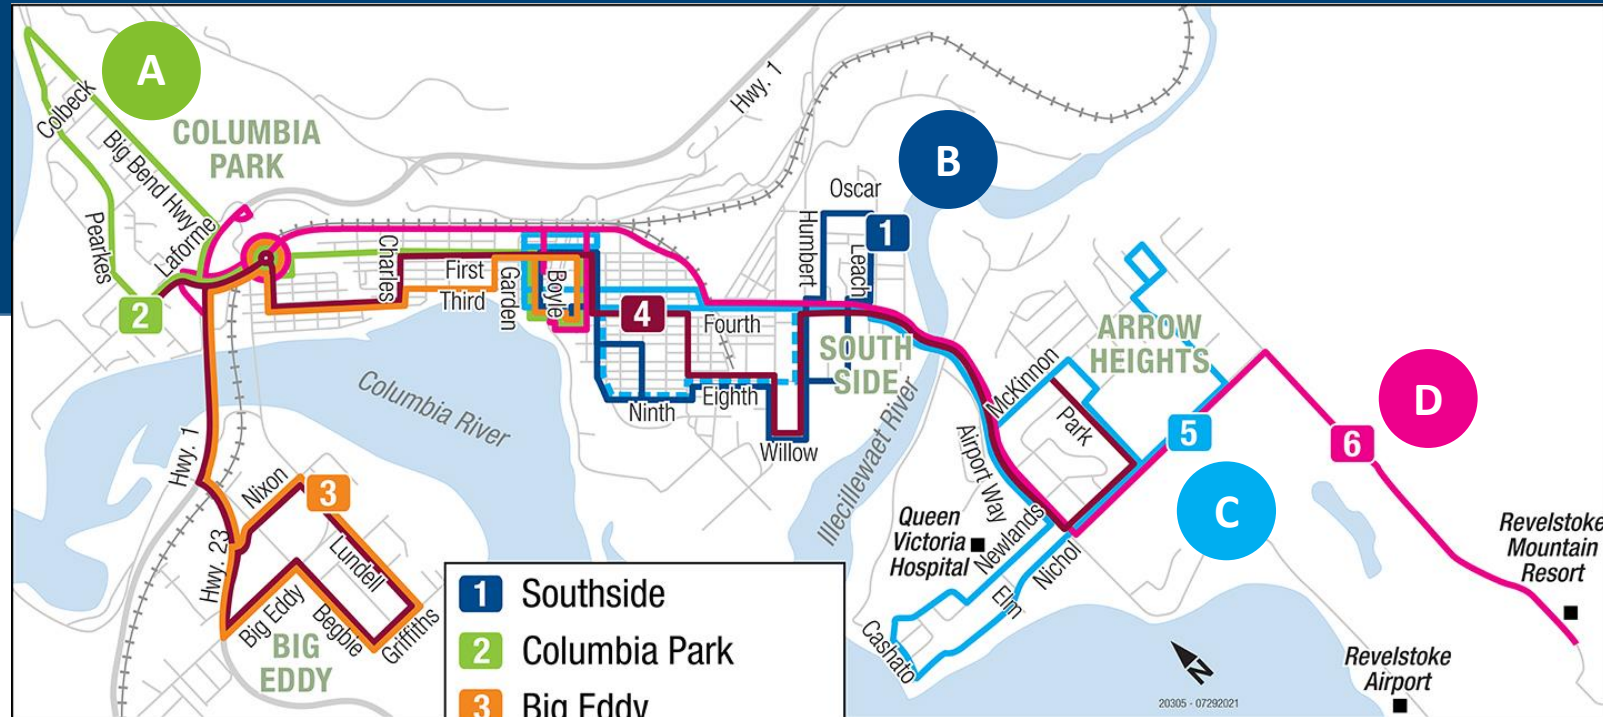 A
COLUMBIA
PARK
Colbeck
Big Bend Hwy
Pearkes
Laforme
2
Hwy. 1
B
Oscar
Humbert
Leach
1
Charles
First
Third
Garden
Boyle
4
Fourth
SOUTH
SIDE
Ninth
Eighth
Willow
Columbia River
Illecillewaet River
ARROW
HEIGHTS
McKinnon
Park
Airport Way
5
D
6
C
Queen
Victoria
Hospital
Newlands
Nichol
Elm
Cashato
Revelstoke
Mountain
Resort
Revelstoke
Airport
N
20305 - 07292021
Hwy. 1
Nixon
3
Hwy. 23
Lundell
Big Eddy
Begbie
Griffiths
BIG
EDDY
1 Southside
2 Columbia Park
3 Big Eddy